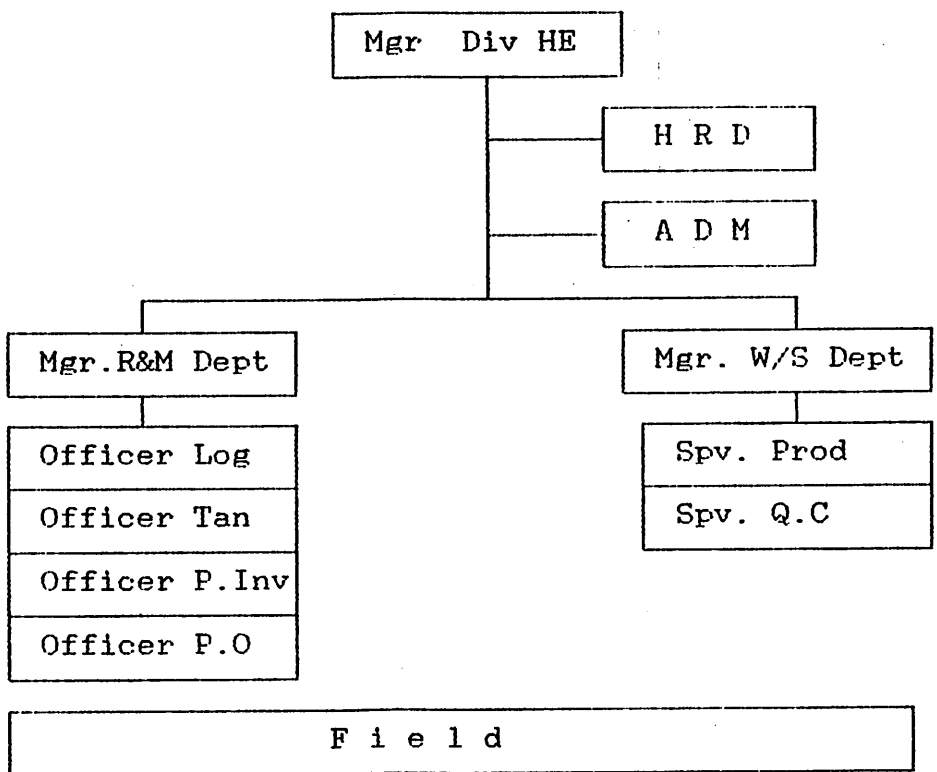 Mgr Div HE
H R D
A D M
Mgr.R&M Dept
Mgr. W/S Dept
Officer Log
Officer Tan
Officer P.Inv
Officer P.O
Spv. Prod
Spv. Q.C
F i e l d